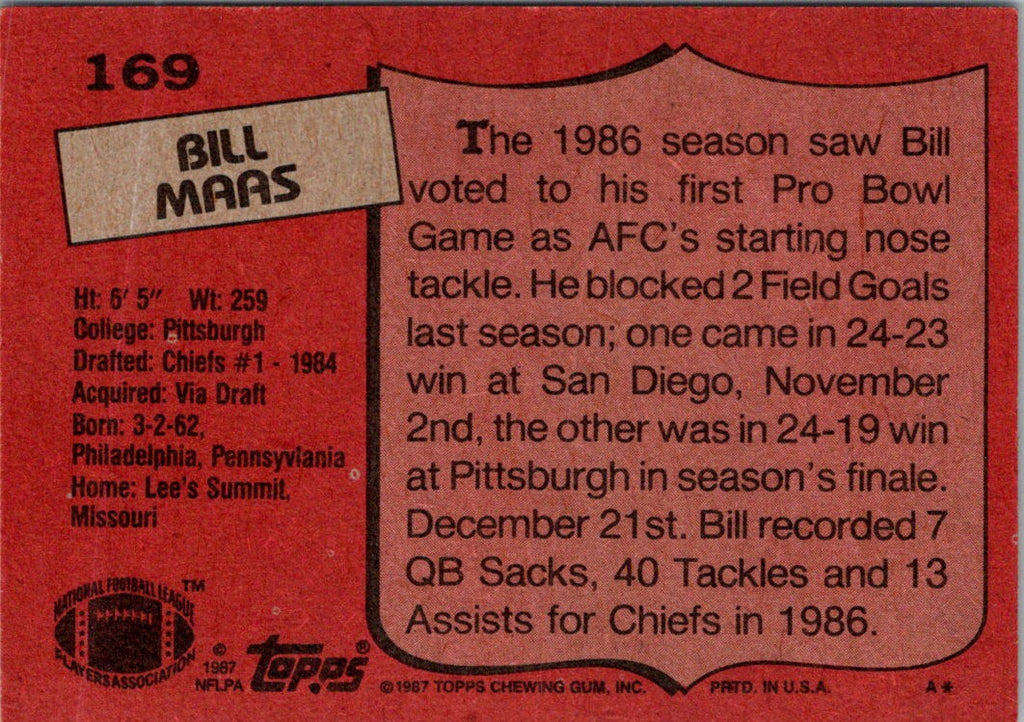 169
BILL
MAAS
Ht: 6' 5" Wt: 259
College: Pittsburgh
Drafted: Chiefs #1 - 1984
Acquired: Via Draft
Born: 3-2-62,
Philadelphia, Pennsylvania
Home: Lee's Summit,
Missouri
The 1986 season saw Bill
voted to his first Pro Bowl
Game as AFC's starting nose
tackle. He blocked 2 Field Goals
last season; one came in 24-23
win at San Diego, November
2nd, the other was in 24-19 win
at Pittsburgh in season's finale.
December 21st. Bill recorded 7
QB Sacks, 40 Tackles and 13
Assists for Chiefs in 1986.
NATIONAL FOOTBALL LEAGUE™
PLAYERS ASSOCIATION
© 1987
NFLPA
topps®
©1987 TOPPS CHEWING GUM, INC. PRTD. IN U.S.A. A*